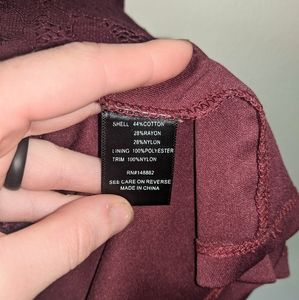 SHELL 44%COTTON
28%RAYON
28%NYLON
LINING 100%POLYESTER
TRIM 100%NYLON
RN#148862
SEE CARE ON REVERSE
MADE IN CHINA